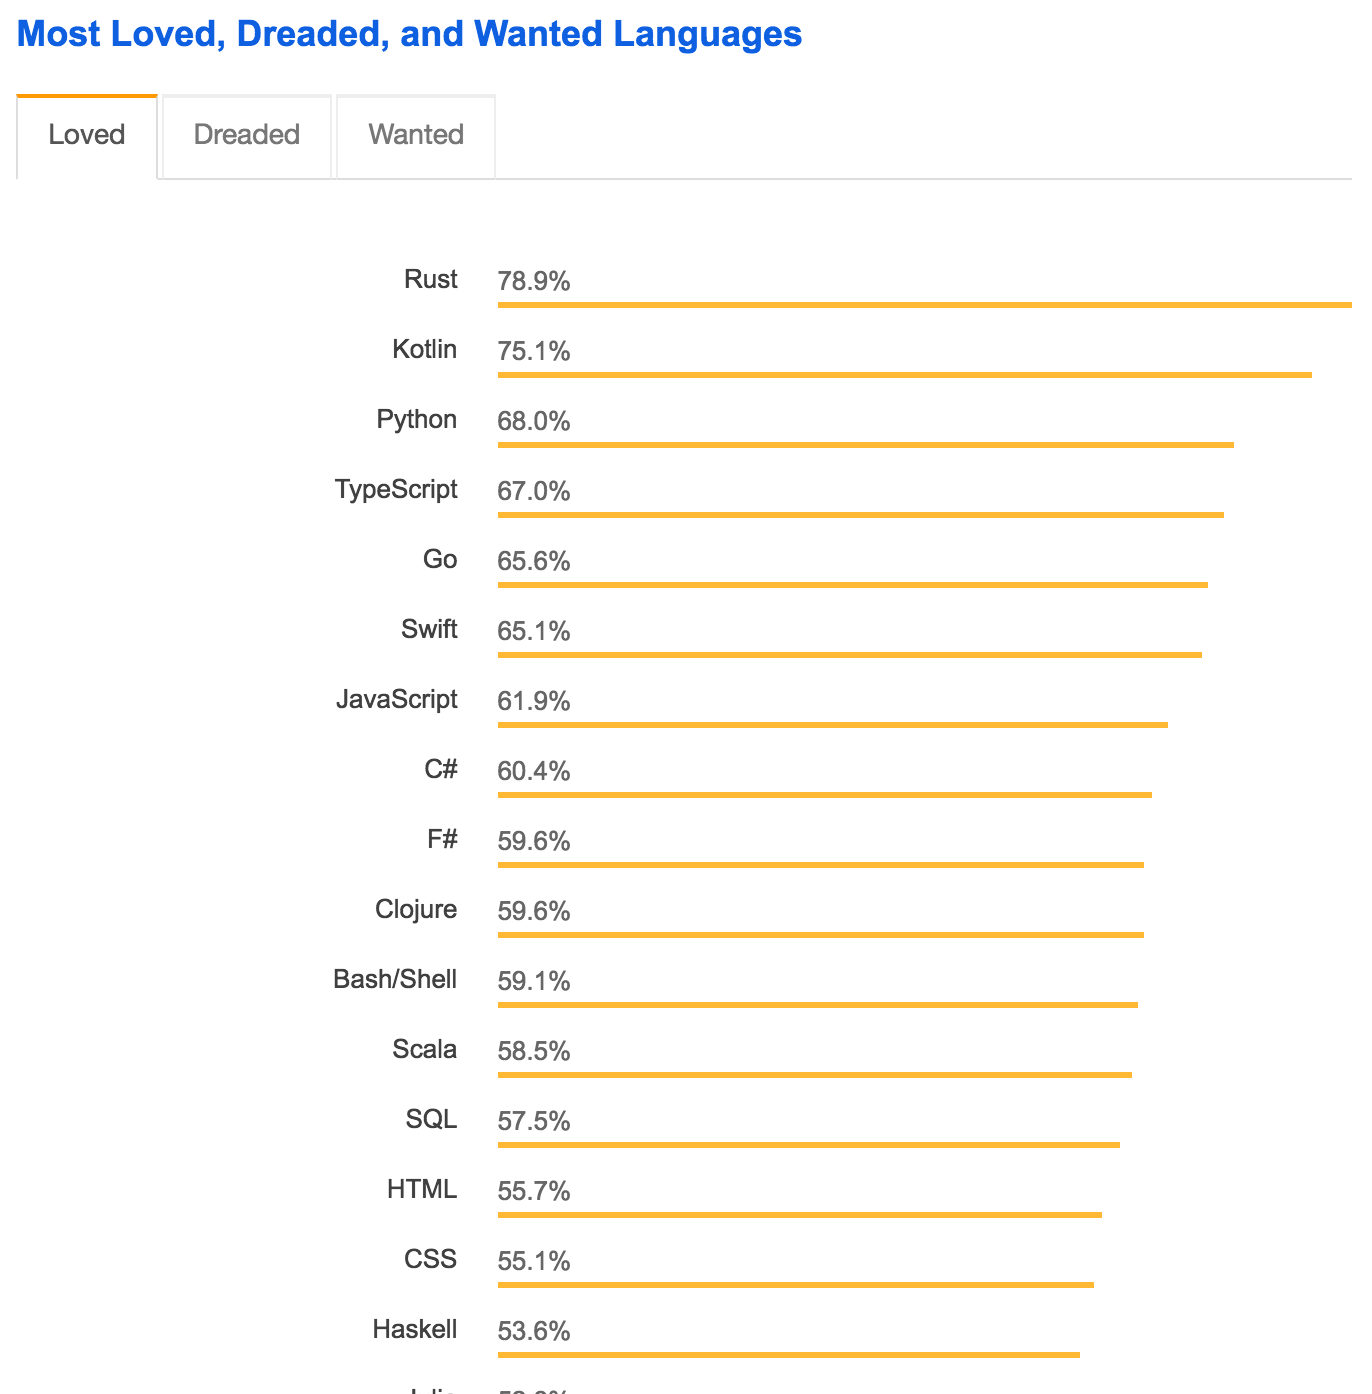 Most Loved, Dreaded, and Wanted Languages
Loved Dreaded Wanted
Rust 78.9%
Kotlin 75.1%
Python 68.0%
TypeScript 67.0%
Go 65.6%
Swift 65.1%
JavaScript 61.9%
C# 60.4%
F# 59.6%
Clojure 59.6%
Bash/Shell 59.1%
Scala 58.5%
SQL 57.5%
HTML 55.7%
CSS 55.1%
Haskell 53.6%